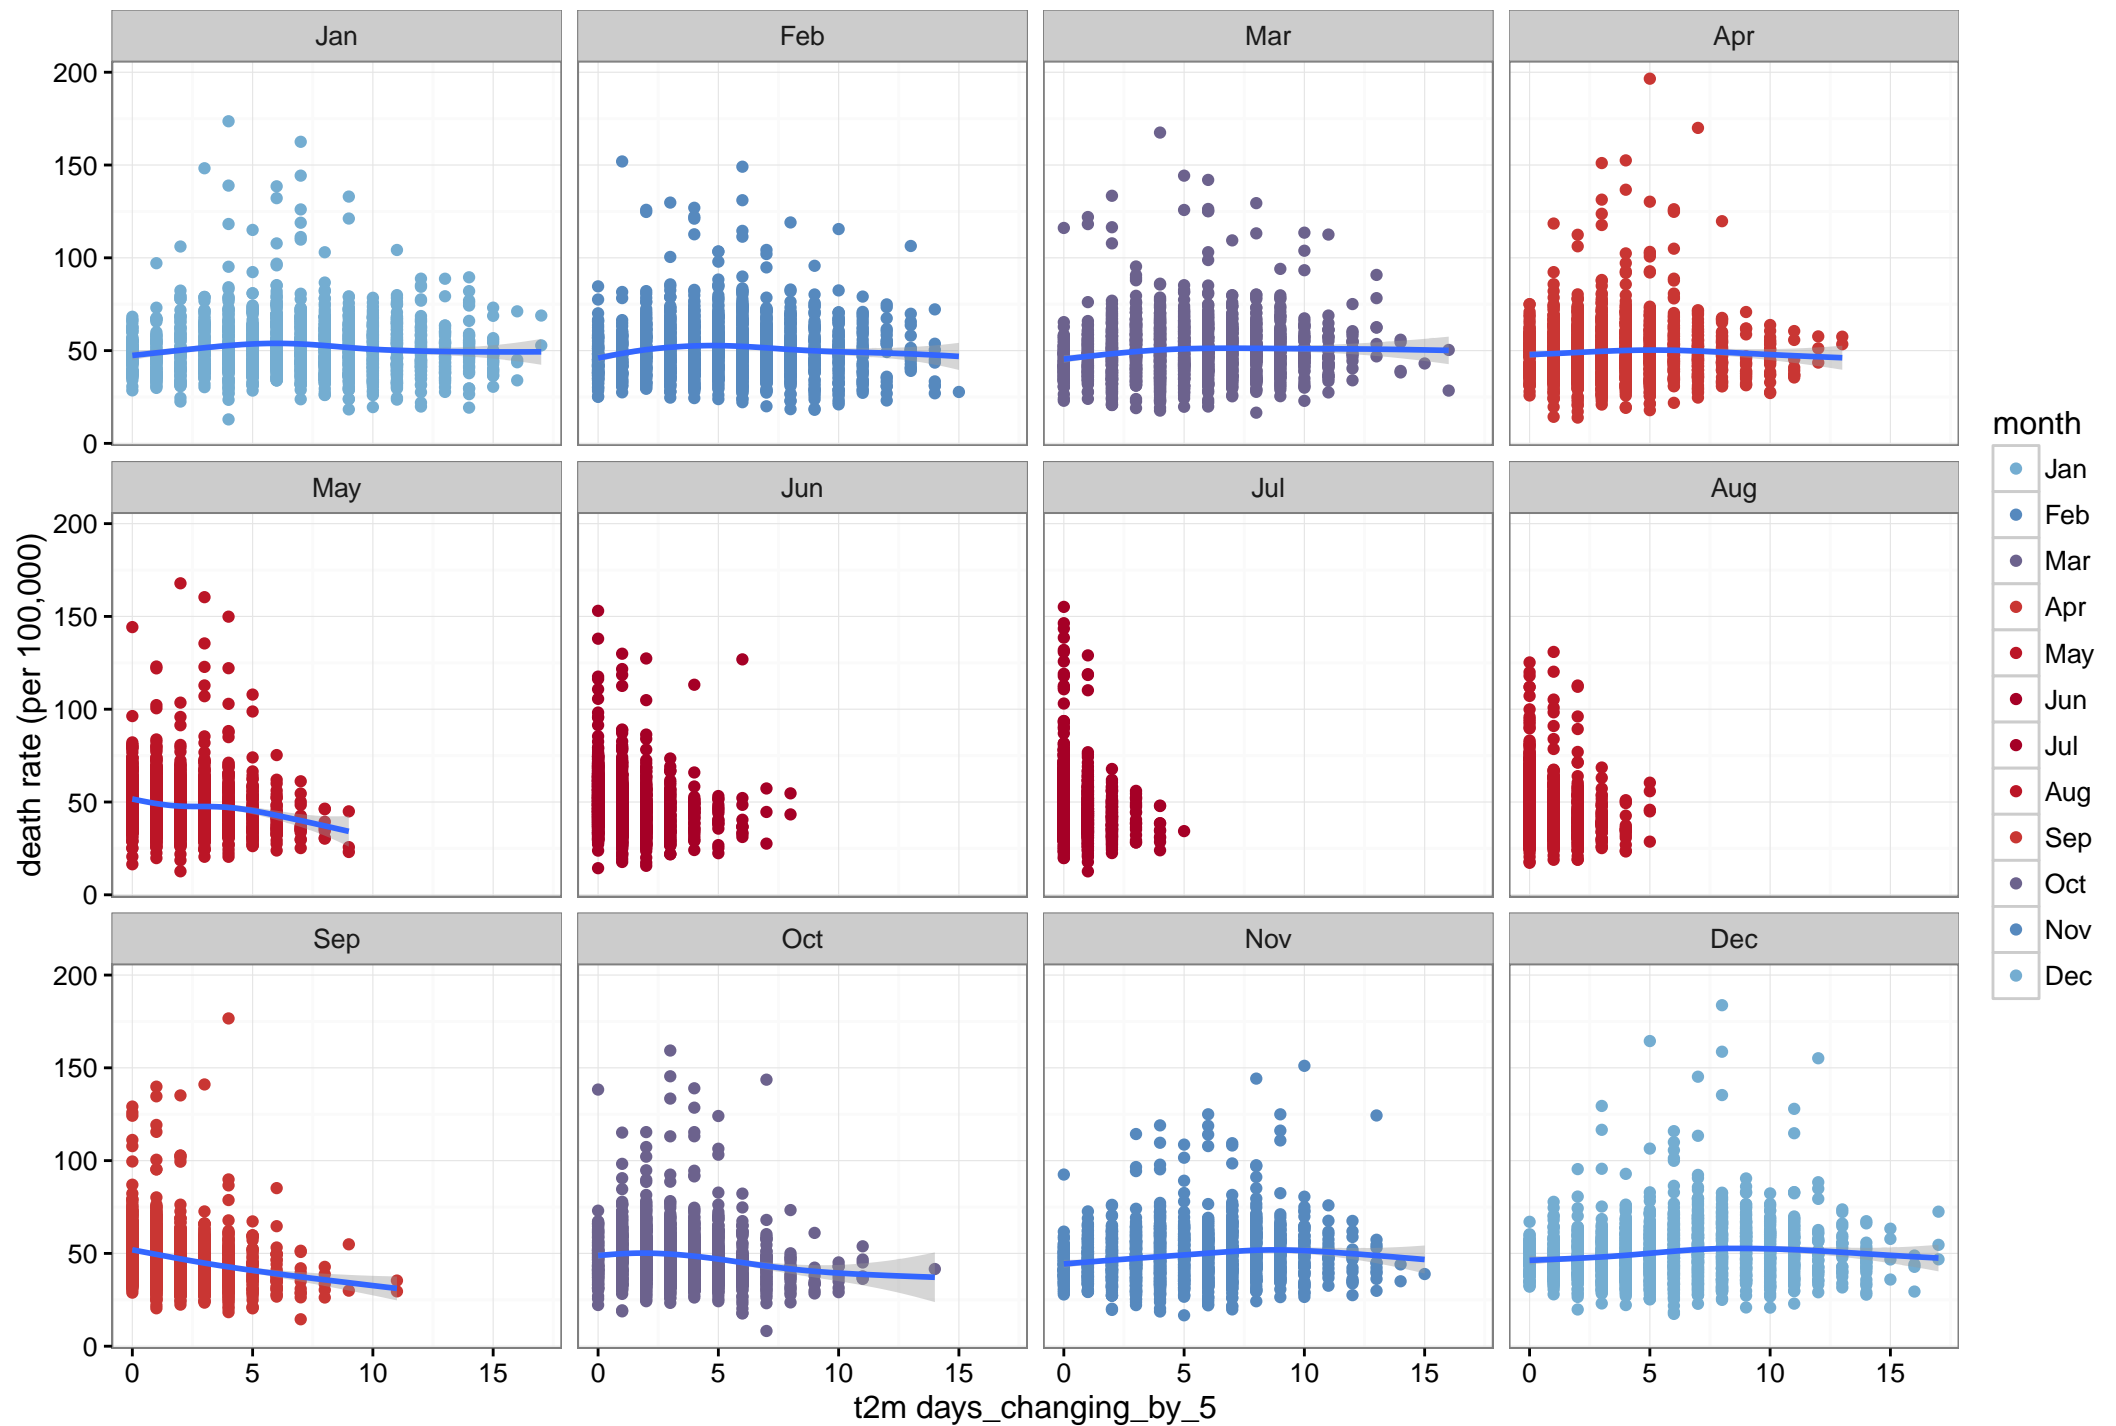 Jan Feb Mar Apr
200
150
100
50
0
May Jun Jul Aug
200
150
100
50
0
Sep Oct Nov Dec
200
150
100
50
0
0 5 10 15 0 5 10 15 0 5 10 15 0 5 10 15
t2m days_changing_by_5
death rate (per 100,000)
month
Jan
Feb
Mar
Apr
May
Jun
Jul
Aug
Sep
Oct
Nov
Dec